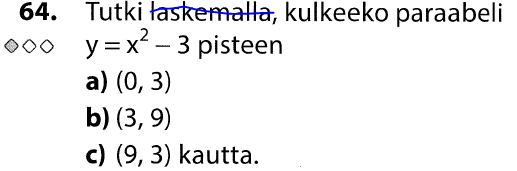 64. Tutki laskemalla, kulkeeko paraabeli
y = x² – 3 pisteen
a) (0, 3)
b) (3, 9)
c) (9, 3) kautta.